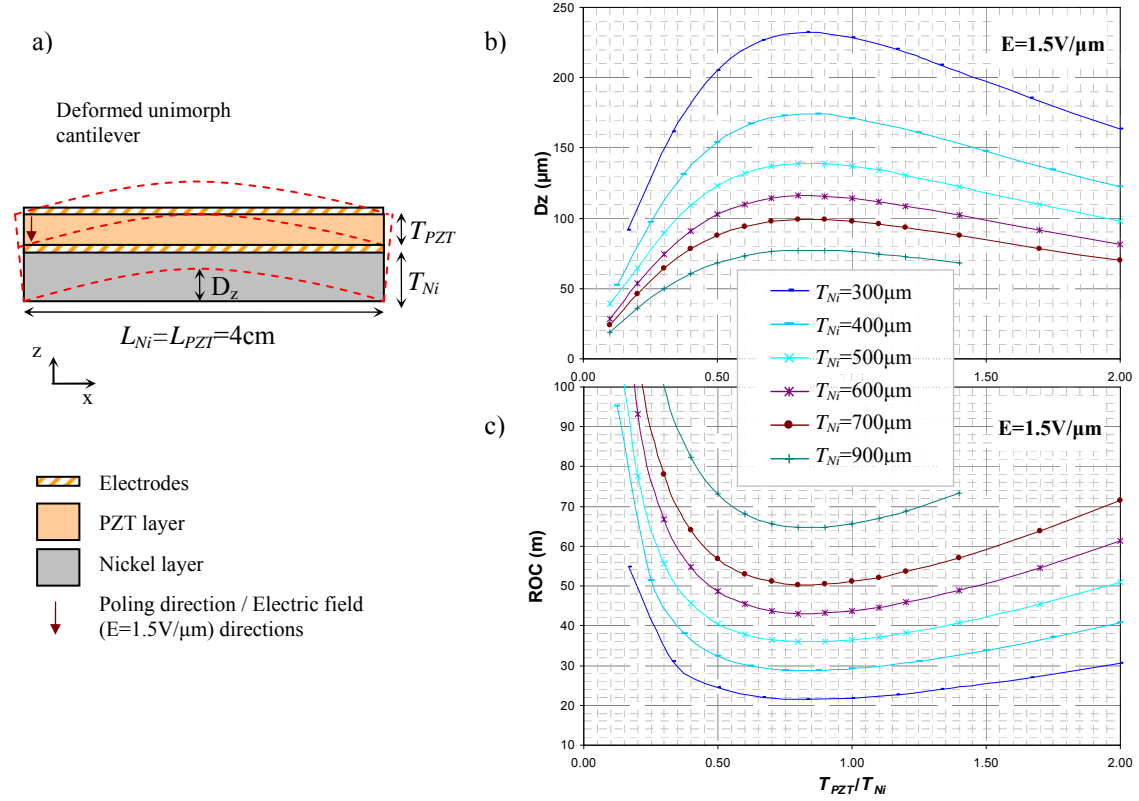 a)
Deformed unimorph
cantilever
T_PZT
T_Ni
D_z
L_Ni=L_PZT=4cm
z
x
Electrodes
PZT layer
Nickel layer
Poling direction / Electric field
(E=1.5V/μm) directions
b)
E=1.5V/μm
Dz (μm)
250
200
150
100
50
0
0.00 0.50 1.00 1.50 2.00
T_Ni=300μm
T_Ni=400μm
T_Ni=500μm
T_Ni=600μm
T_Ni=700μm
T_Ni=900μm
c)
E=1.5V/μm
ROC (m)
100
90
80
70
60
50
40
30
20
10
0.00 0.50 1.00 1.50 2.00
T_PZT/T_Ni